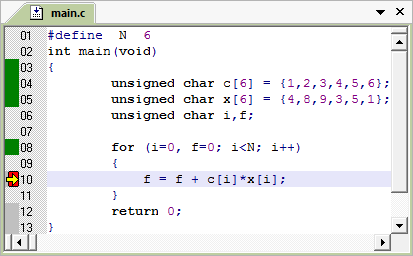 main.c
01 #define  N  6
02 int main(void)
03 {
04         unsigned char c[6] = {1,2,3,4,5,6};
05         unsigned char x[6] = {4,8,9,3,5,1};
06         unsigned char i,f;
07
08         for (i=0, f=0; i<N; i++)
09         {
10             f = f + c[i]*x[i];
11         }
12         return 0;
13 }